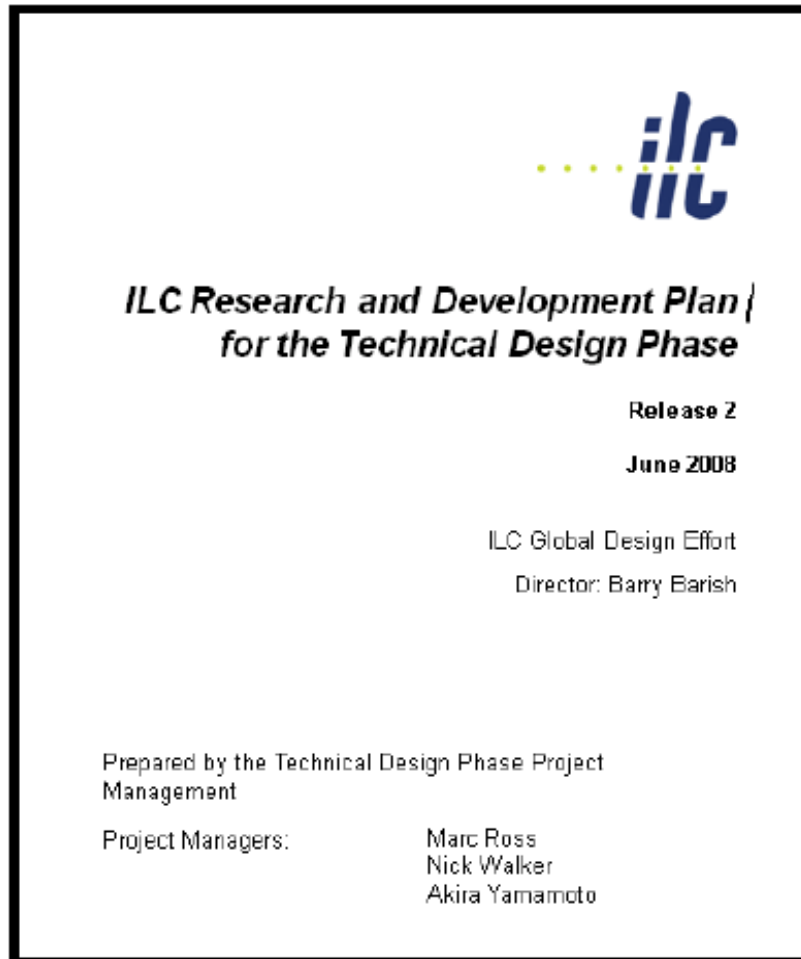 ilc
ILC Research and Development Plan
for the Technical Design Phase
Release 2
June 2008
ILC Global Design Effort
Director: Barry Barish
Prepared by the Technical Design Phase Project
Management
Project Managers: Marc Ross
Nick Walker
Akira Yamamoto